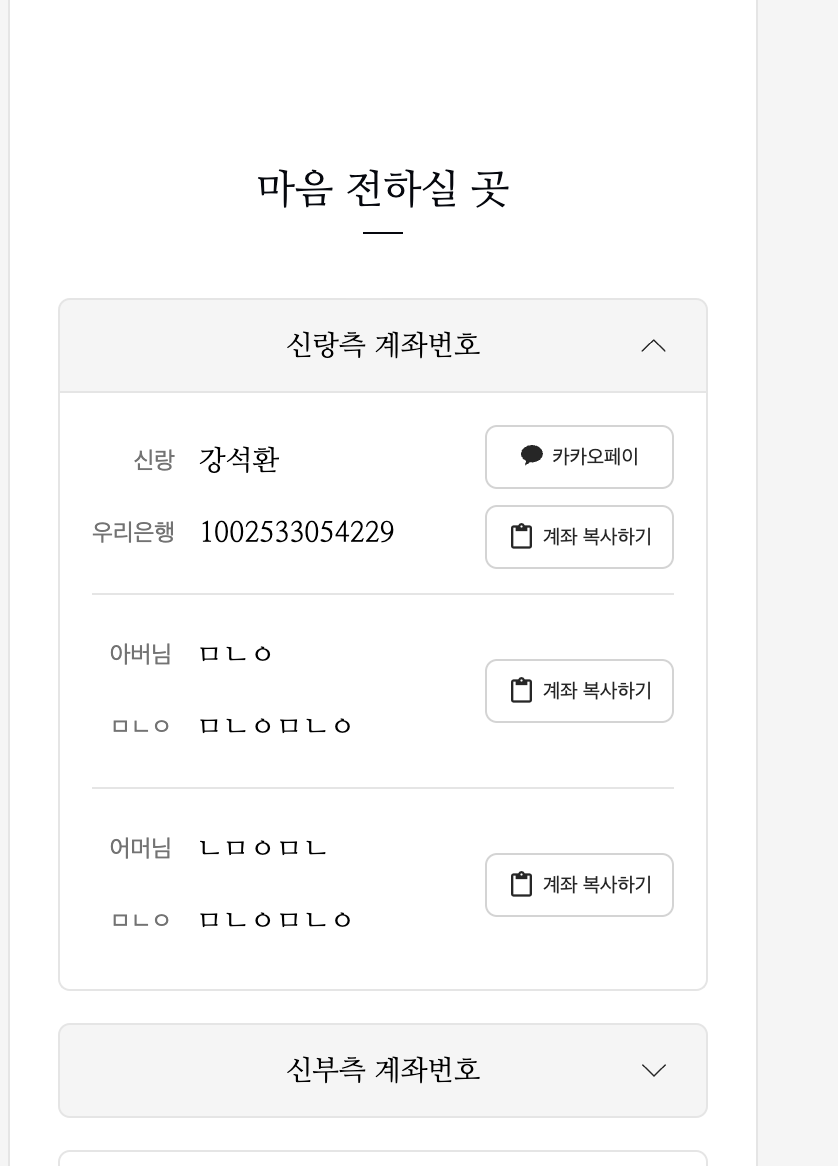 마음 전하실 곳
신랑측 계좌번호
신랑 강석환 카카오페이
우리은행 1002533054229 계좌 복사하기
아버님 ㅁㄴㅇ 계좌 복사하기
ㅁㄴㅇ ㅁㄴㅇㅁㄴㅇ
어머님 ㄴㅁㅇㅁㄴ 계좌 복사하기
ㅁㄴㅇ ㅁㄴㅇㅁㄴㅇ
신부측 계좌번호